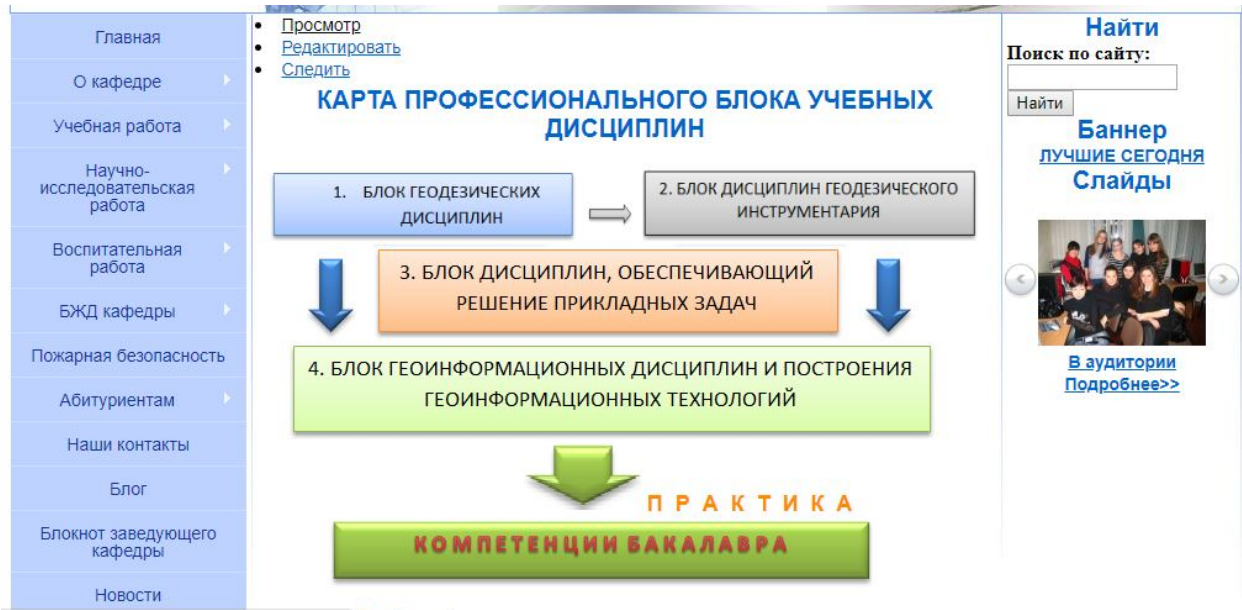 Главная
О кафедре
Учебная работа
Научно-
исследовательская
работа
Воспитательная
работа
БЖД кафедры
Пожарная безопасность
Абитуриентам
Наши контакты
Блог
Блокнот заведующего
кафедры
Новости
Просмотр
Редактировать
Следить
КАРТА ПРОФЕССИОНАЛЬНОГО БЛОКА УЧЕБНЫХ
ДИСЦИПЛИН
1. БЛОК ГЕОДЕЗИЧЕСКИХ
ДИСЦИПЛИН
2. БЛОК ДИСЦИПЛИН ГЕОДЕЗИЧЕСКОГО
ИНСТРУМЕНТАРИЯ
3. БЛОК ДИСЦИПЛИН, ОБЕСПЕЧИВАЮЩИЙ
РЕШЕНИЕ ПРИКЛАДНЫХ ЗАДАЧ
4. БЛОК ГЕОИНФОРМАЦИОННЫХ ДИСЦИПЛИН И ПОСТРОЕНИЯ
ГЕОИНФОРМАЦИОННЫХ ТЕХНОЛОГИЙ
ПРАКТИКА
КОМПЕТЕНЦИИ БАКАЛАВРА
Найти
Поиск по сайту:
Найти
Баннер
ЛУЧШИЕ СЕГОДНЯ
Слайды
В аудитории
Подробнее>>